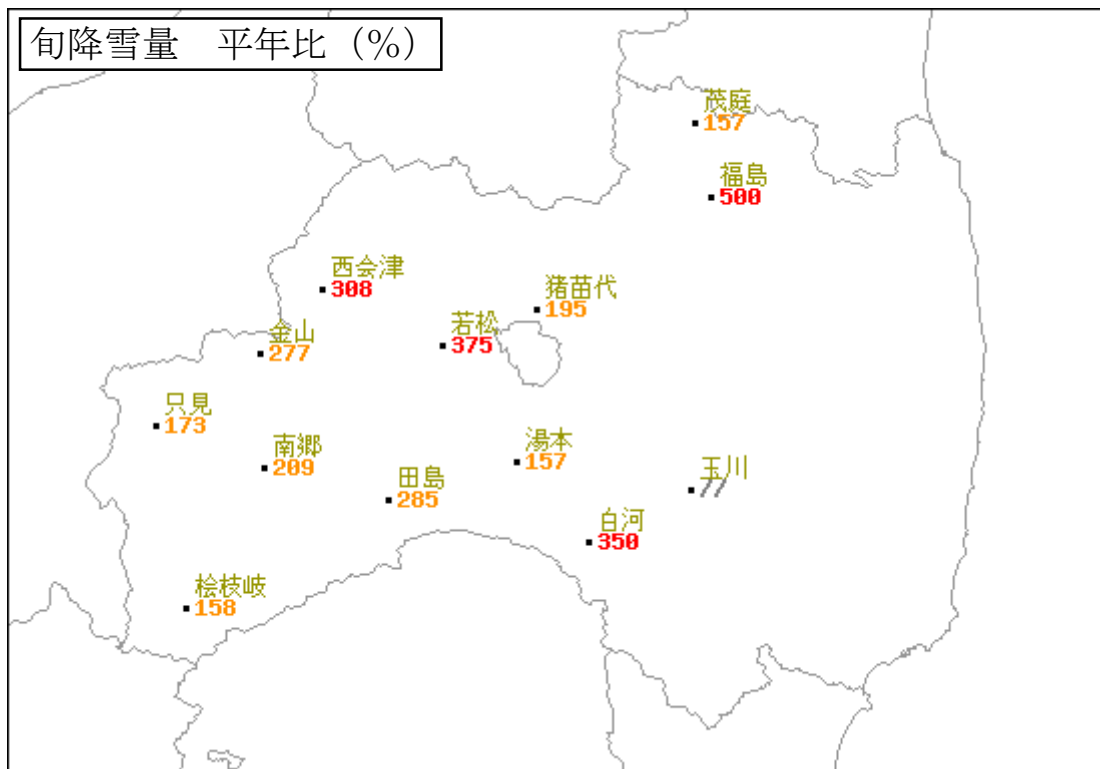 旬降雪量　平年比（%）
茂庭
157
福島
500
西会津
308
猪苗代
195
若松
375
金山
277
只見
173
南郷
209
湯本
157
田島
285
玉川
//
白河
350
桧枝岐
158